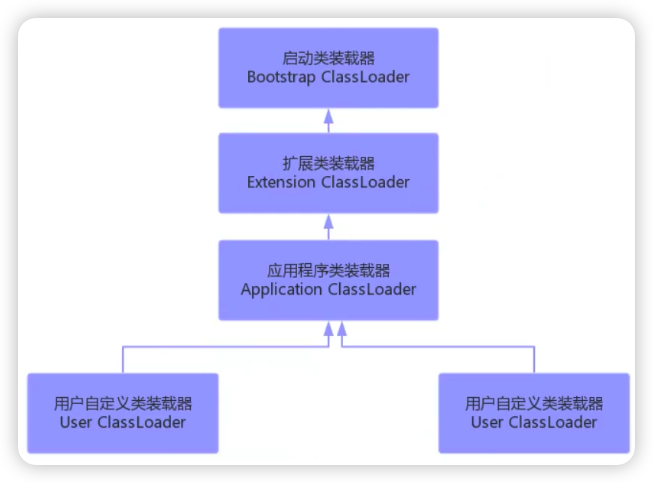 启动类装载器
Bootstrap ClassLoader
扩展类装载器
Extension ClassLoader
应用程序类装载器
Application ClassLoader
用户自定义类装载器
User ClassLoader
用户自定义类装载器
User ClassLoader